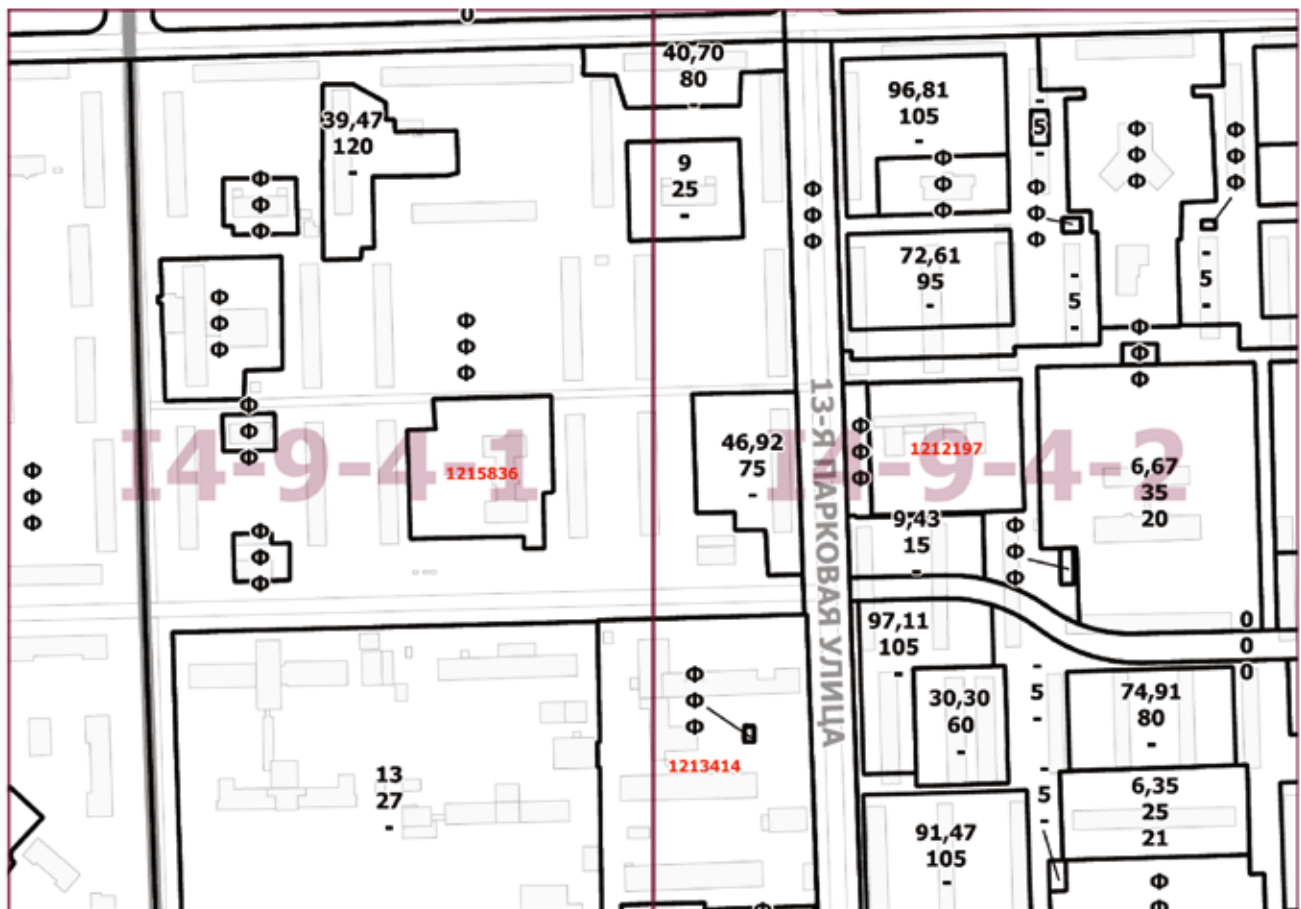 0
40,70
80
-
39,47
120
-
96,81
105
-
-
5
-
Ф
Ф
Ф
Ф
Ф
Ф
9
25
-
Ф
Ф
Ф
Ф
Ф
Ф
Ф
Ф
Ф
Ф
Ф
Ф
72,61
95
-
-
5
-
-
5
-
Ф
Ф
Ф
Ф
Ф
Ф
Ф
Ф
Ф
13-Я ПАРКОВАЯ УЛИЦА
Ф
Ф
Ф
I4-9-4-1
1215836
46,92
75
-
I4-9-4-2
Ф
Ф
Ф
1212197
6,67
35
20
Ф
Ф
Ф
9,43
15
-
Ф
Ф
Ф
Ф
Ф
Ф
97,11
105
-
0
0
0
Ф
Ф
Ф
1213414
30,30
60
-
-
5
-
74,91
80
-
13
27
-
-
5
-
6,35
25
21
91,47
105
-
Ф
Ф
Ф